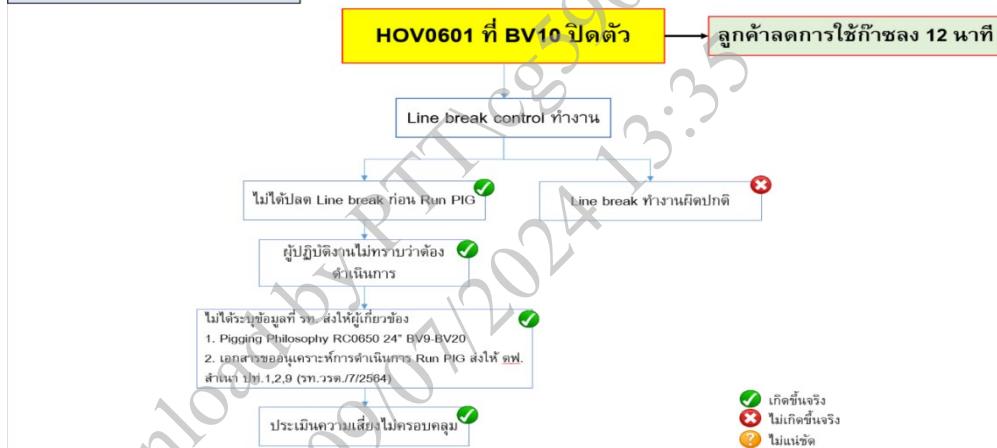 HOV0601 ที่ BV10 ปิดตัว
ลูกค้าลดการใช้ก๊าซลง 12 นาที
Line break control ทำงาน
ไม่ได้ปลด Line break ก่อน Run PIG
Line break ทำงานผิดปกติ
ผู้ปฏิบัติงานไม่ทราบว่าต้อง
ดำเนินการ
ไม่ได้ระบุข้อมูลที่ รท. ส่งให้ผู้เกี่ยวข้อง
1. Pigging Philosophy RC0650 24" BV9-BV20
2. เอกสารขออนุเคราะห์การดำเนินการ Run PIG ส่งให้ ตฟ.
สำเนา ปท.1,2,9 (รท.วรต./7/2564)
ประเมินความเสี่ยงไม่ครอบคลุม
เกิดขึ้นจริง
ไม่เกิดขึ้นจริง
ไม่แน่ชัด
nload by PTT\cg59
09/07/2024 13:35